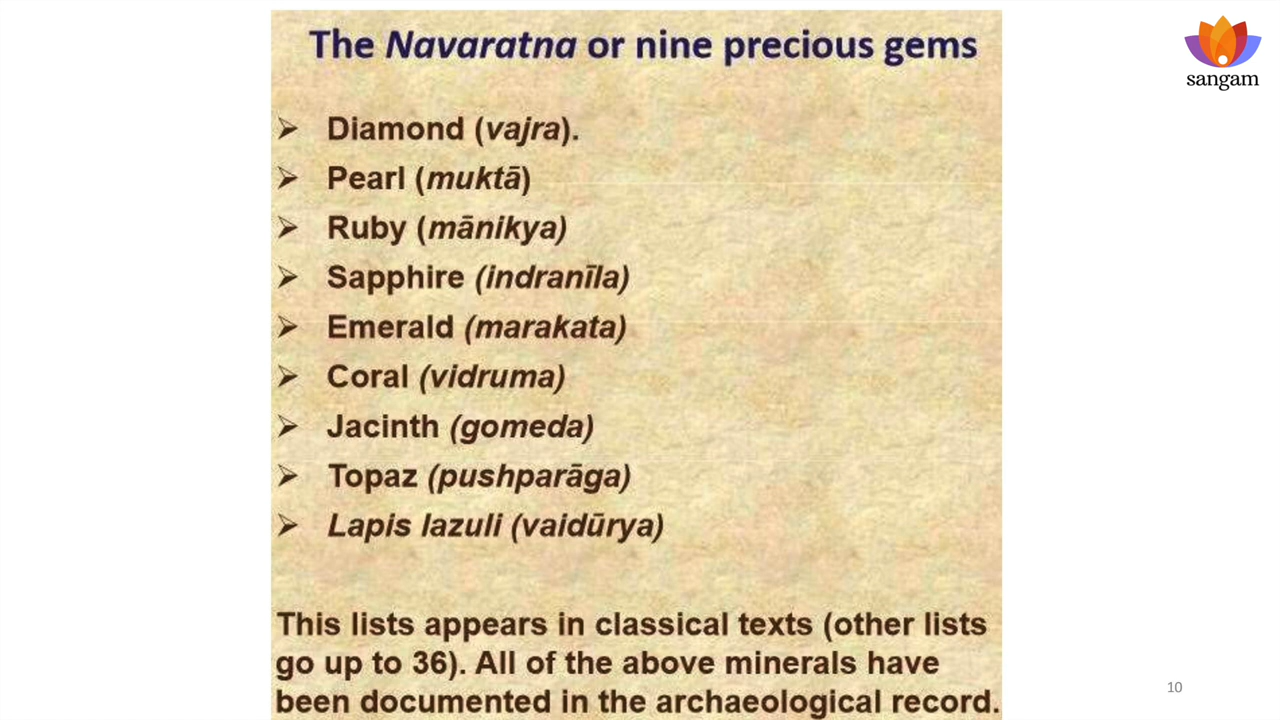 The Navaratna or nine precious gems
sangam
➤ Diamond (vajra).
➤ Pearl (muktā)
➤ Ruby (mānikya)
➤ Sapphire (indranīla)
➤ Emerald (marakata)
➤ Coral (vidruma)
➤ Jacinth (gomeda)
➤ Topaz (pushparāga)
➤ Lapis lazuli (vaidūrya)
This lists appears in classical texts (other lists
go up to 36). All of the above minerals have
been documented in the archaeological record.
10